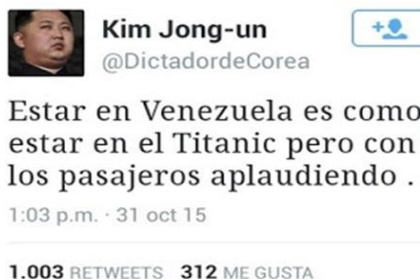 Kim Jong-un
@DictadordeCorea
Estar en Venezuela es como
estar en el Titanic pero con
los pasajeros aplaudiendo .
1:03 p.m. · 31 oct 15
1.003 RETWEETS 312 ME GUSTA